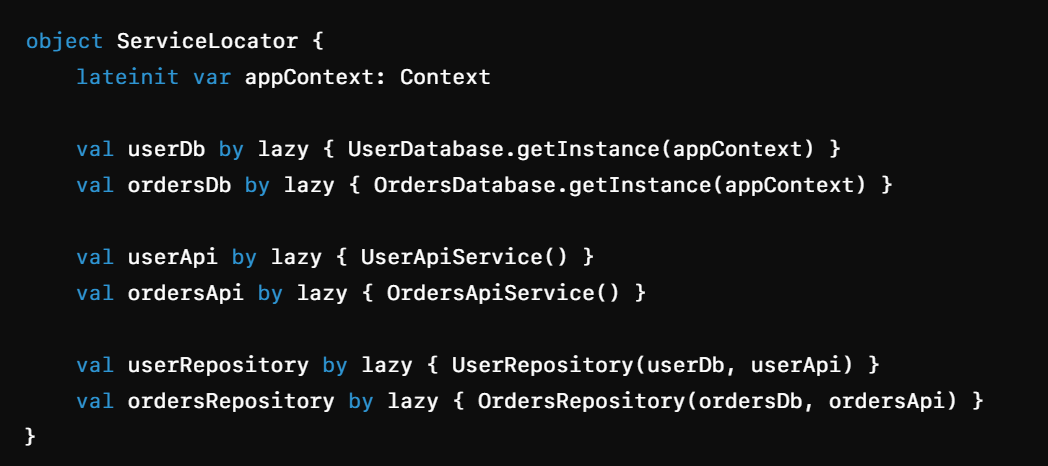 object ServiceLocator {
    lateinit var appContext: Context
    val userDb by lazy { UserDatabase.getInstance(appContext) }
    val ordersDb by lazy { OrdersDatabase.getInstance(appContext) }
    val userApi by lazy { UserApiService() }
    val ordersApi by lazy { OrdersApiService() }
    val userRepository by lazy { UserRepository(userDb, userApi) }
    val ordersRepository by lazy { OrdersRepository(ordersDb, ordersApi) }
}